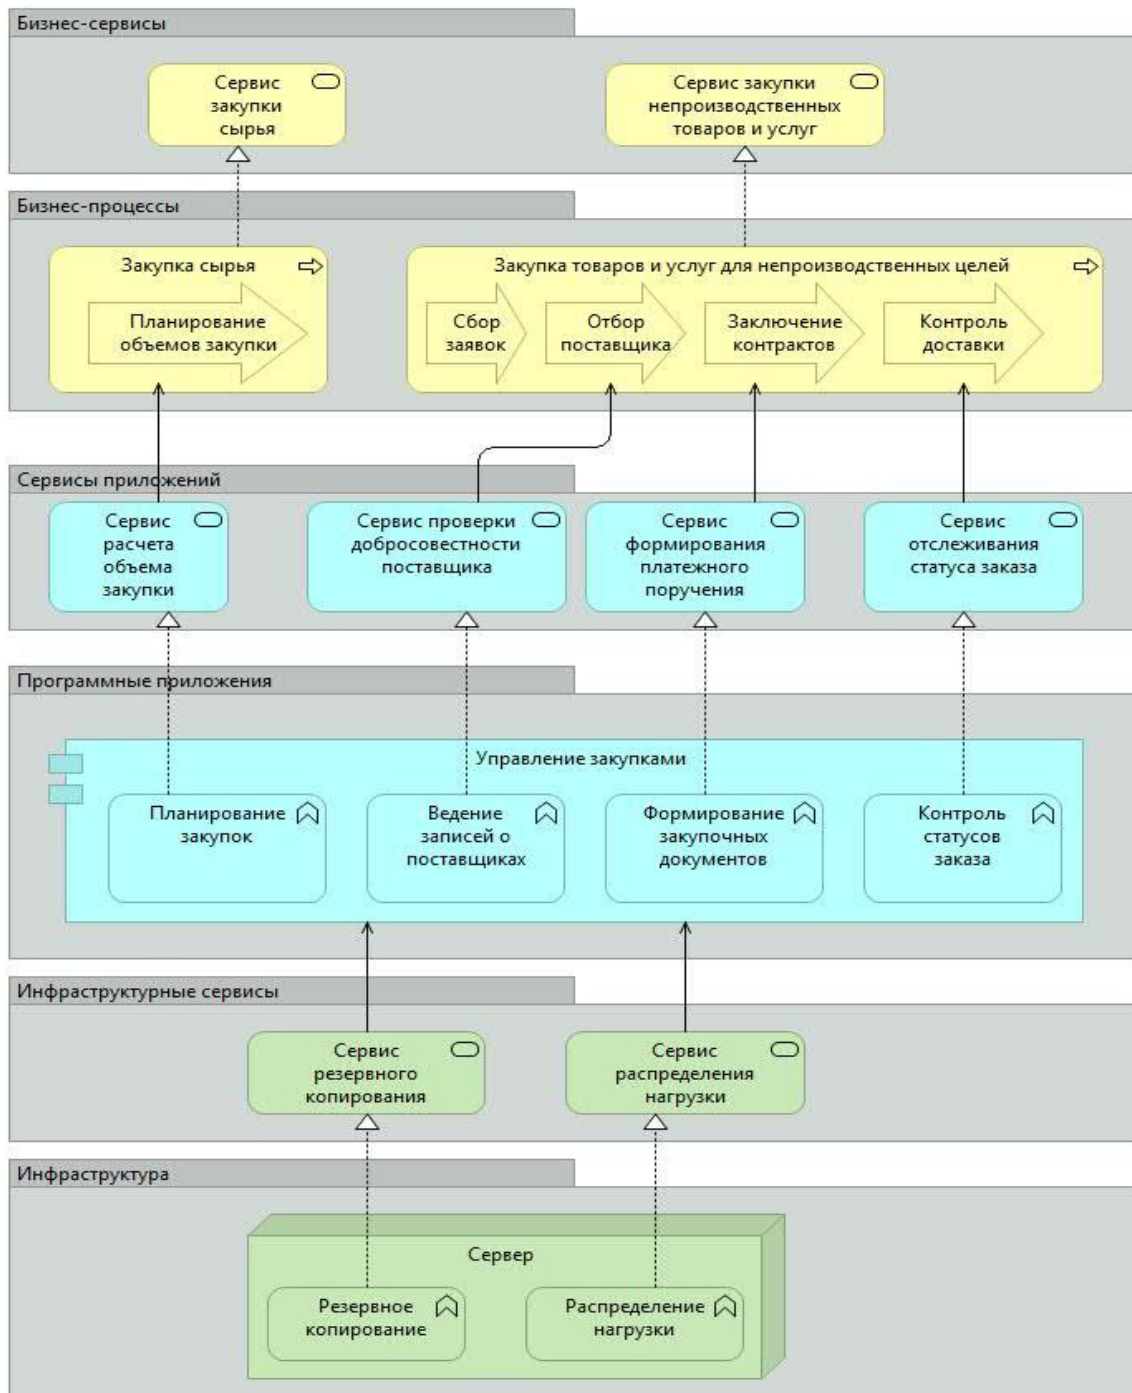 Бизнес-сервисы
Сервис
закупки
сырья
Сервис закупки
непроизводственных
товаров и услуг
Бизнес-процессы
Закупка сырья
Планирование
объемов закупки
Закупка товаров и услуг для непроизводственных целей
Сбор
заявок
Отбор
поставщика
Заключение
контрактов
Контроль
доставки
Сервисы приложений
Сервис
расчета
объема
закупки
Сервис проверки
добросовестности
поставщика
Сервис
формирования
платежного
поручения
Сервис
отслеживания
статуса заказа
Программные приложения
Управление закупками
Планирование
закупок
Ведение
записей о
поставщиках
Формирование
закупочных
документов
Контроль
статусов
заказа
Инфраструктурные сервисы
Сервис
резервного
копирования
Сервис
распределения
нагрузки
Инфраструктура
Сервер
Резервное
копирование
Распределение
нагрузки